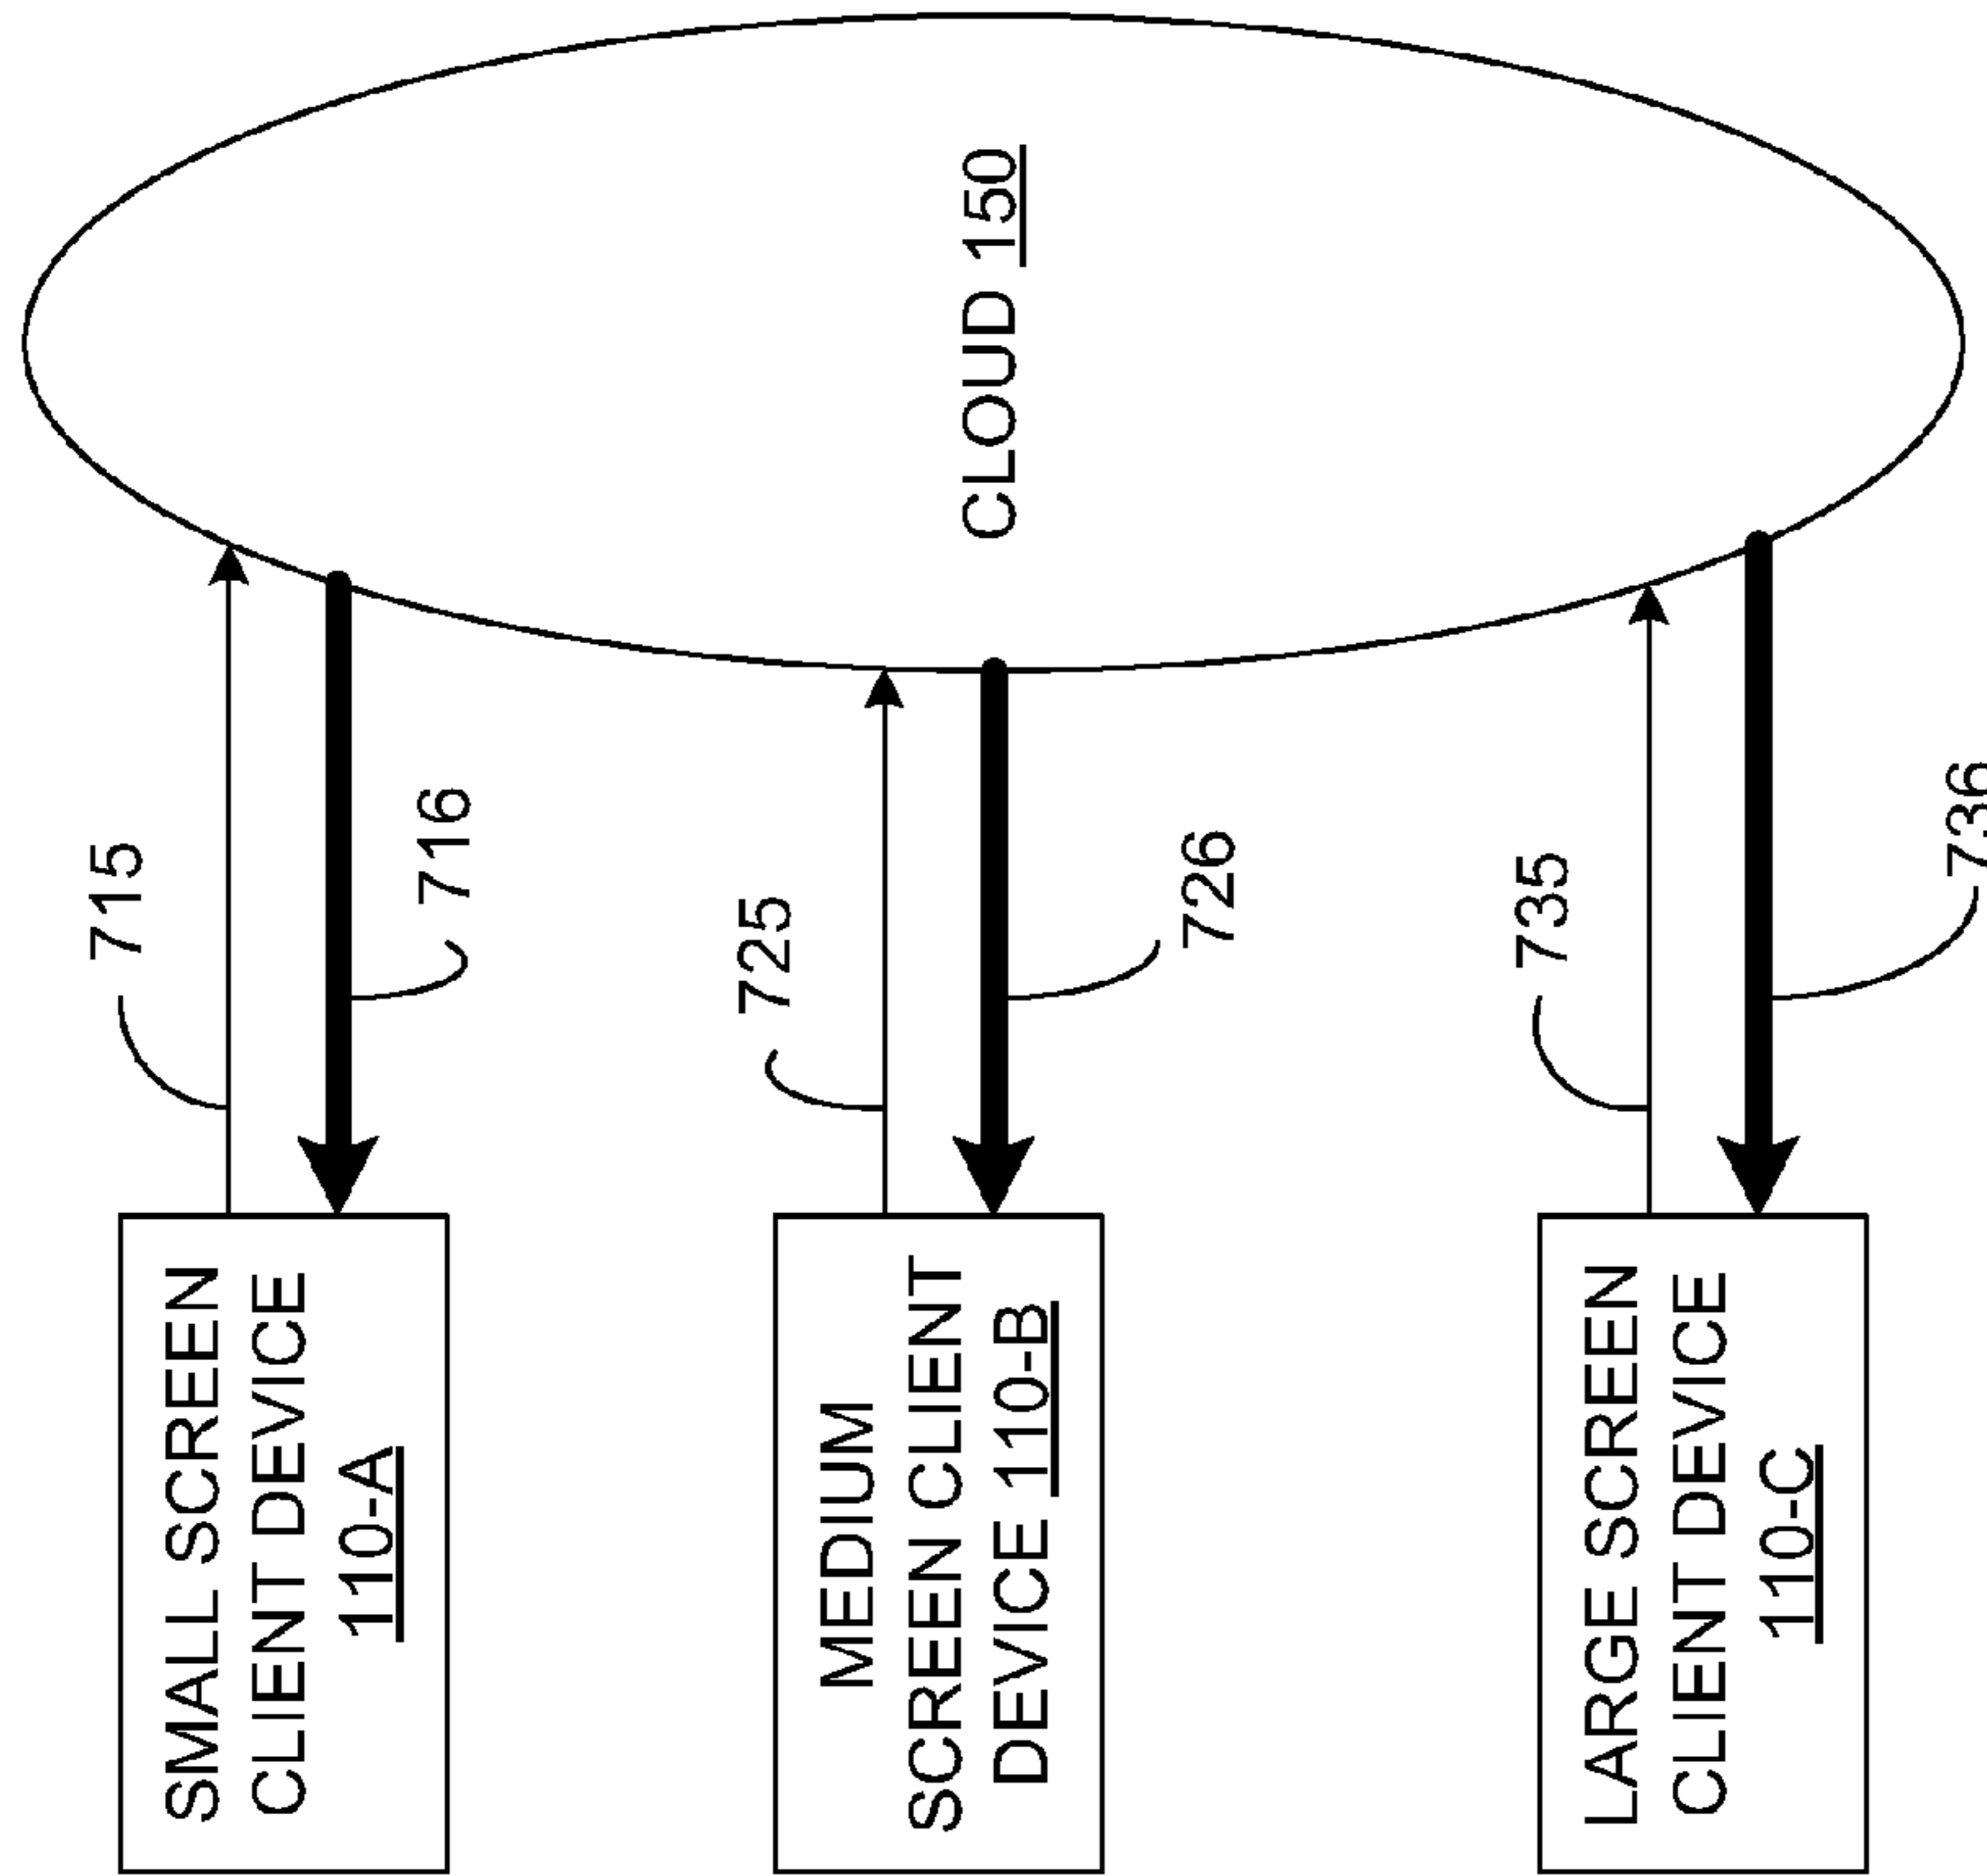 SMALL SCREEN
CLIENT DEVICE
110-A
715
716
MEDIUM
SCREEN CLIENT
DEVICE 110-B
725
726
LARGE SCREEN
CLIENT DEVICE
110-C
735
736
CLOUD 150